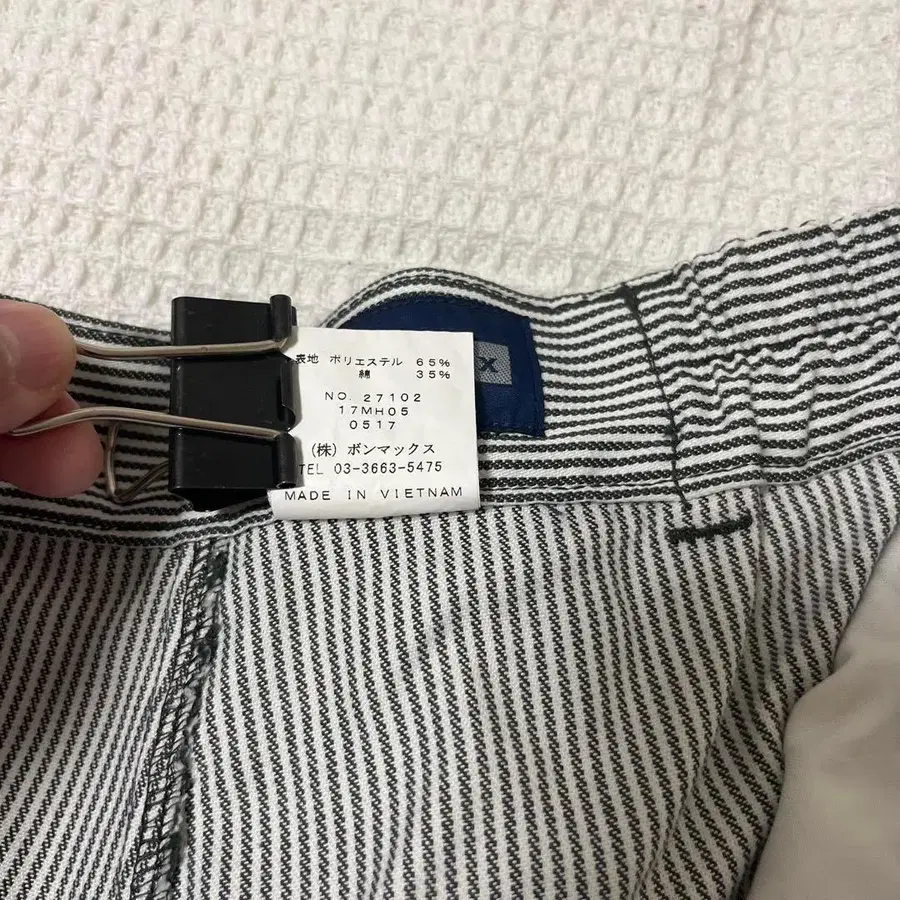 表地 ポリエステル 65%
綿 35%
NO. 27102
17MH05
0517
(株) ボンマックス
TEL 03-3663-5475
MADE IN VIETNAM
x